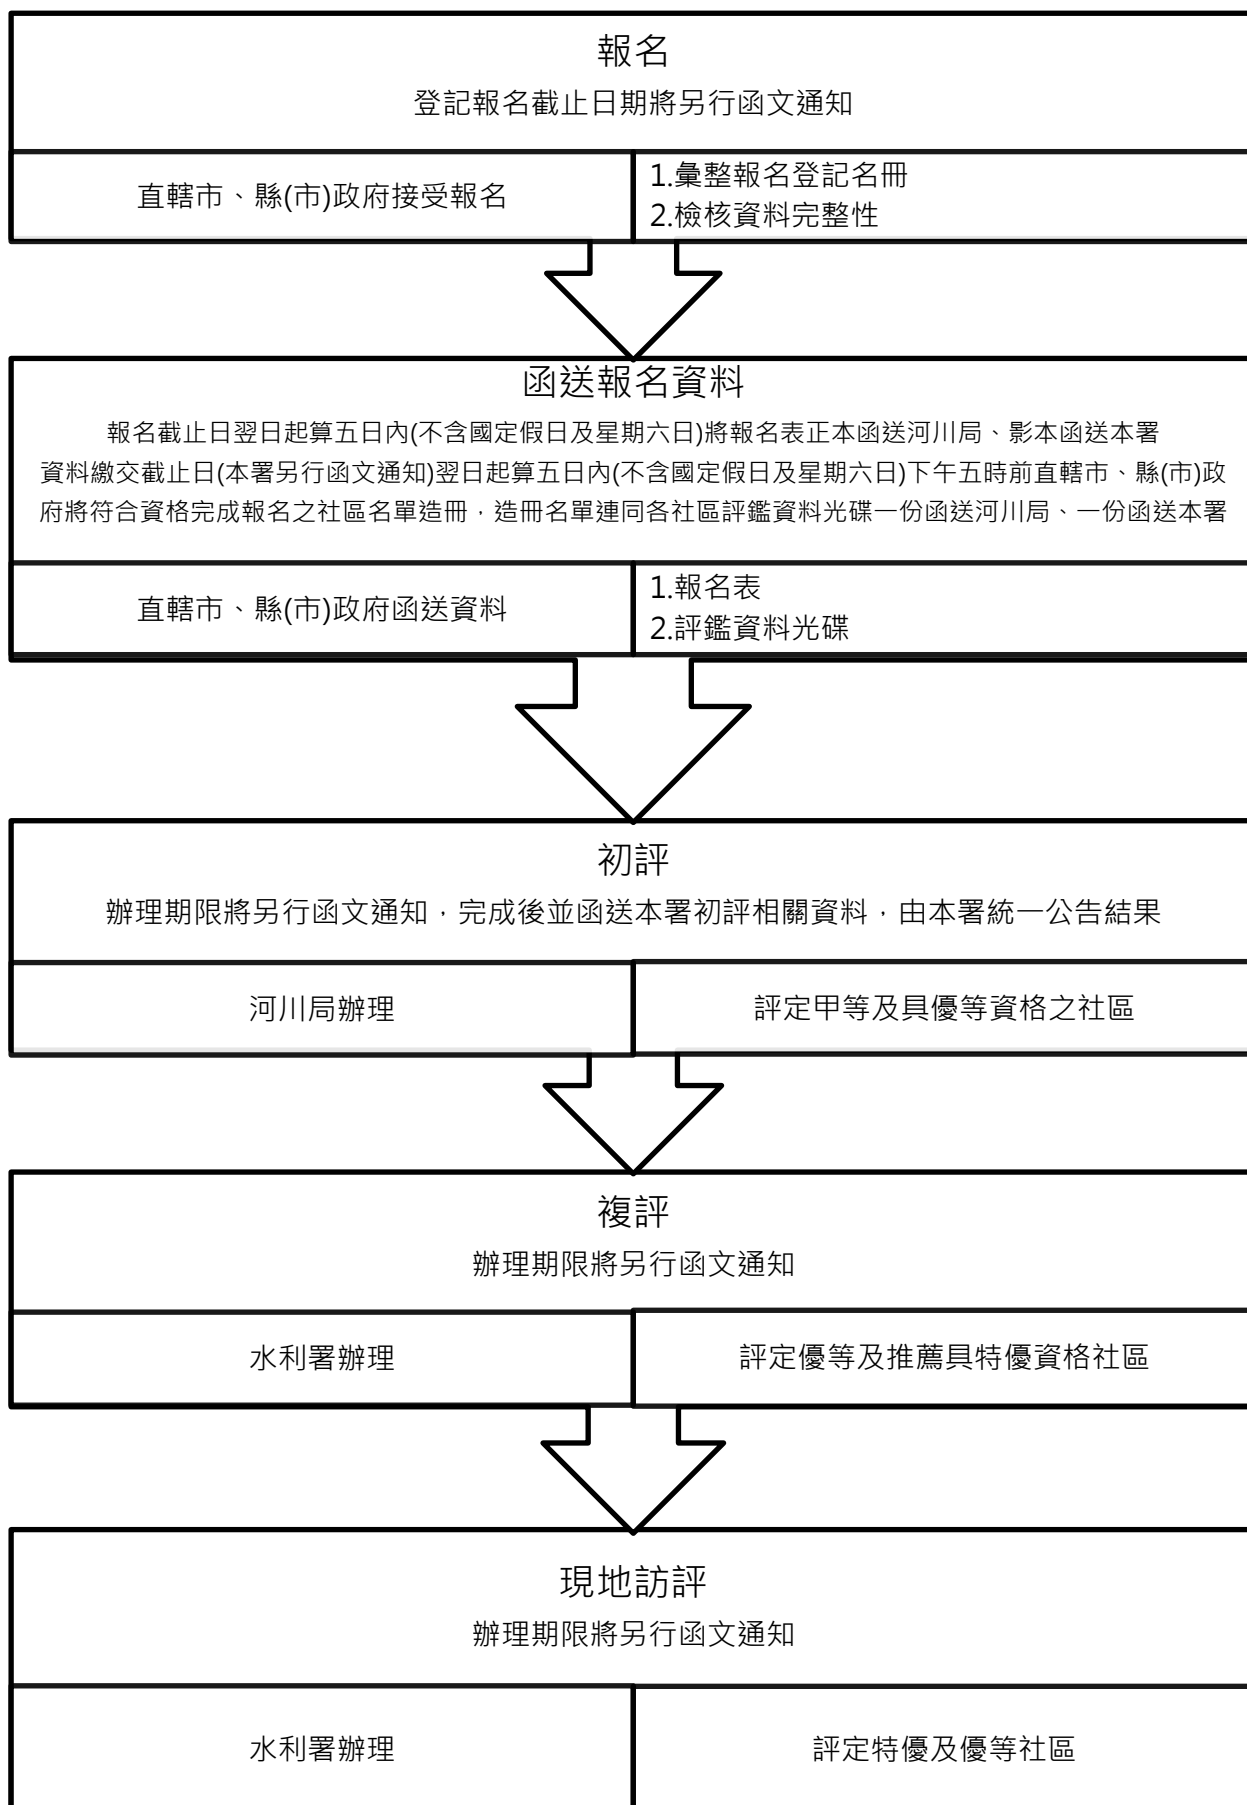 報名
登記報名截止日期將另行函文通知
直轄市、縣(市)政府接受報名
1.彙整報名登記名冊
2.檢核資料完整性
函送報名資料
報名截止日翌日起算五日內(不含國定假日及星期六日)將報名表正本函送河川局、影本函送本署
資料繳交截止日(本署另行函文通知)翌日起算五日內(不含國定假日及星期六日)下午五時前直轄市、縣(市)政
府將符合資格完成報名之社區名單造冊，造冊名單連同各社區評鑑資料光碟一份函送河川局、一份函送本署
直轄市、縣(市)政府函送資料
1.報名表
2.評鑑資料光碟
初評
辦理期限將另行函文通知，完成後並函送本署初評相關資料，由本署統一公告結果
河川局辦理
評定甲等及具優等資格之社區
複評
辦理期限將另行函文通知
水利署辦理
評定優等及推薦具特優資格社區
現地訪評
辦理期限將另行函文通知
水利署辦理
評定特優及優等社區